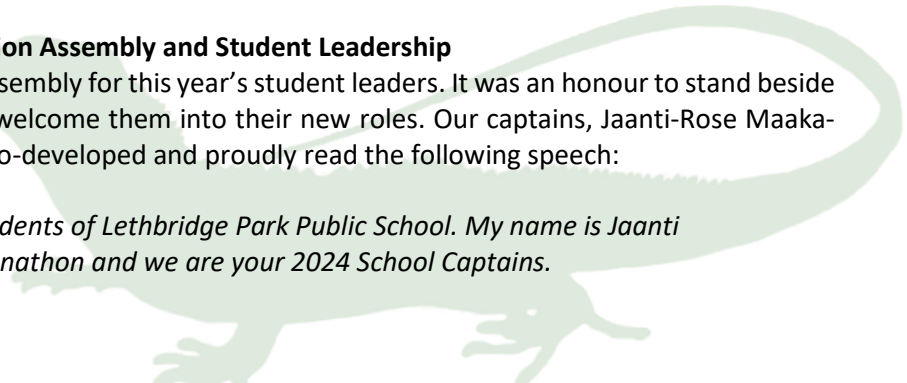 ion Assembly and Student Leadership
sembly for this year’s student leaders. It was an honour to stand beside
welcome them into their new roles. Our captains, Jaanti-Rose Maaka-
o-developed and proudly read the following speech:
dents of Lethbridge Park Public School. My name is Jaanti
nathon and we are your 2024 School Captains.